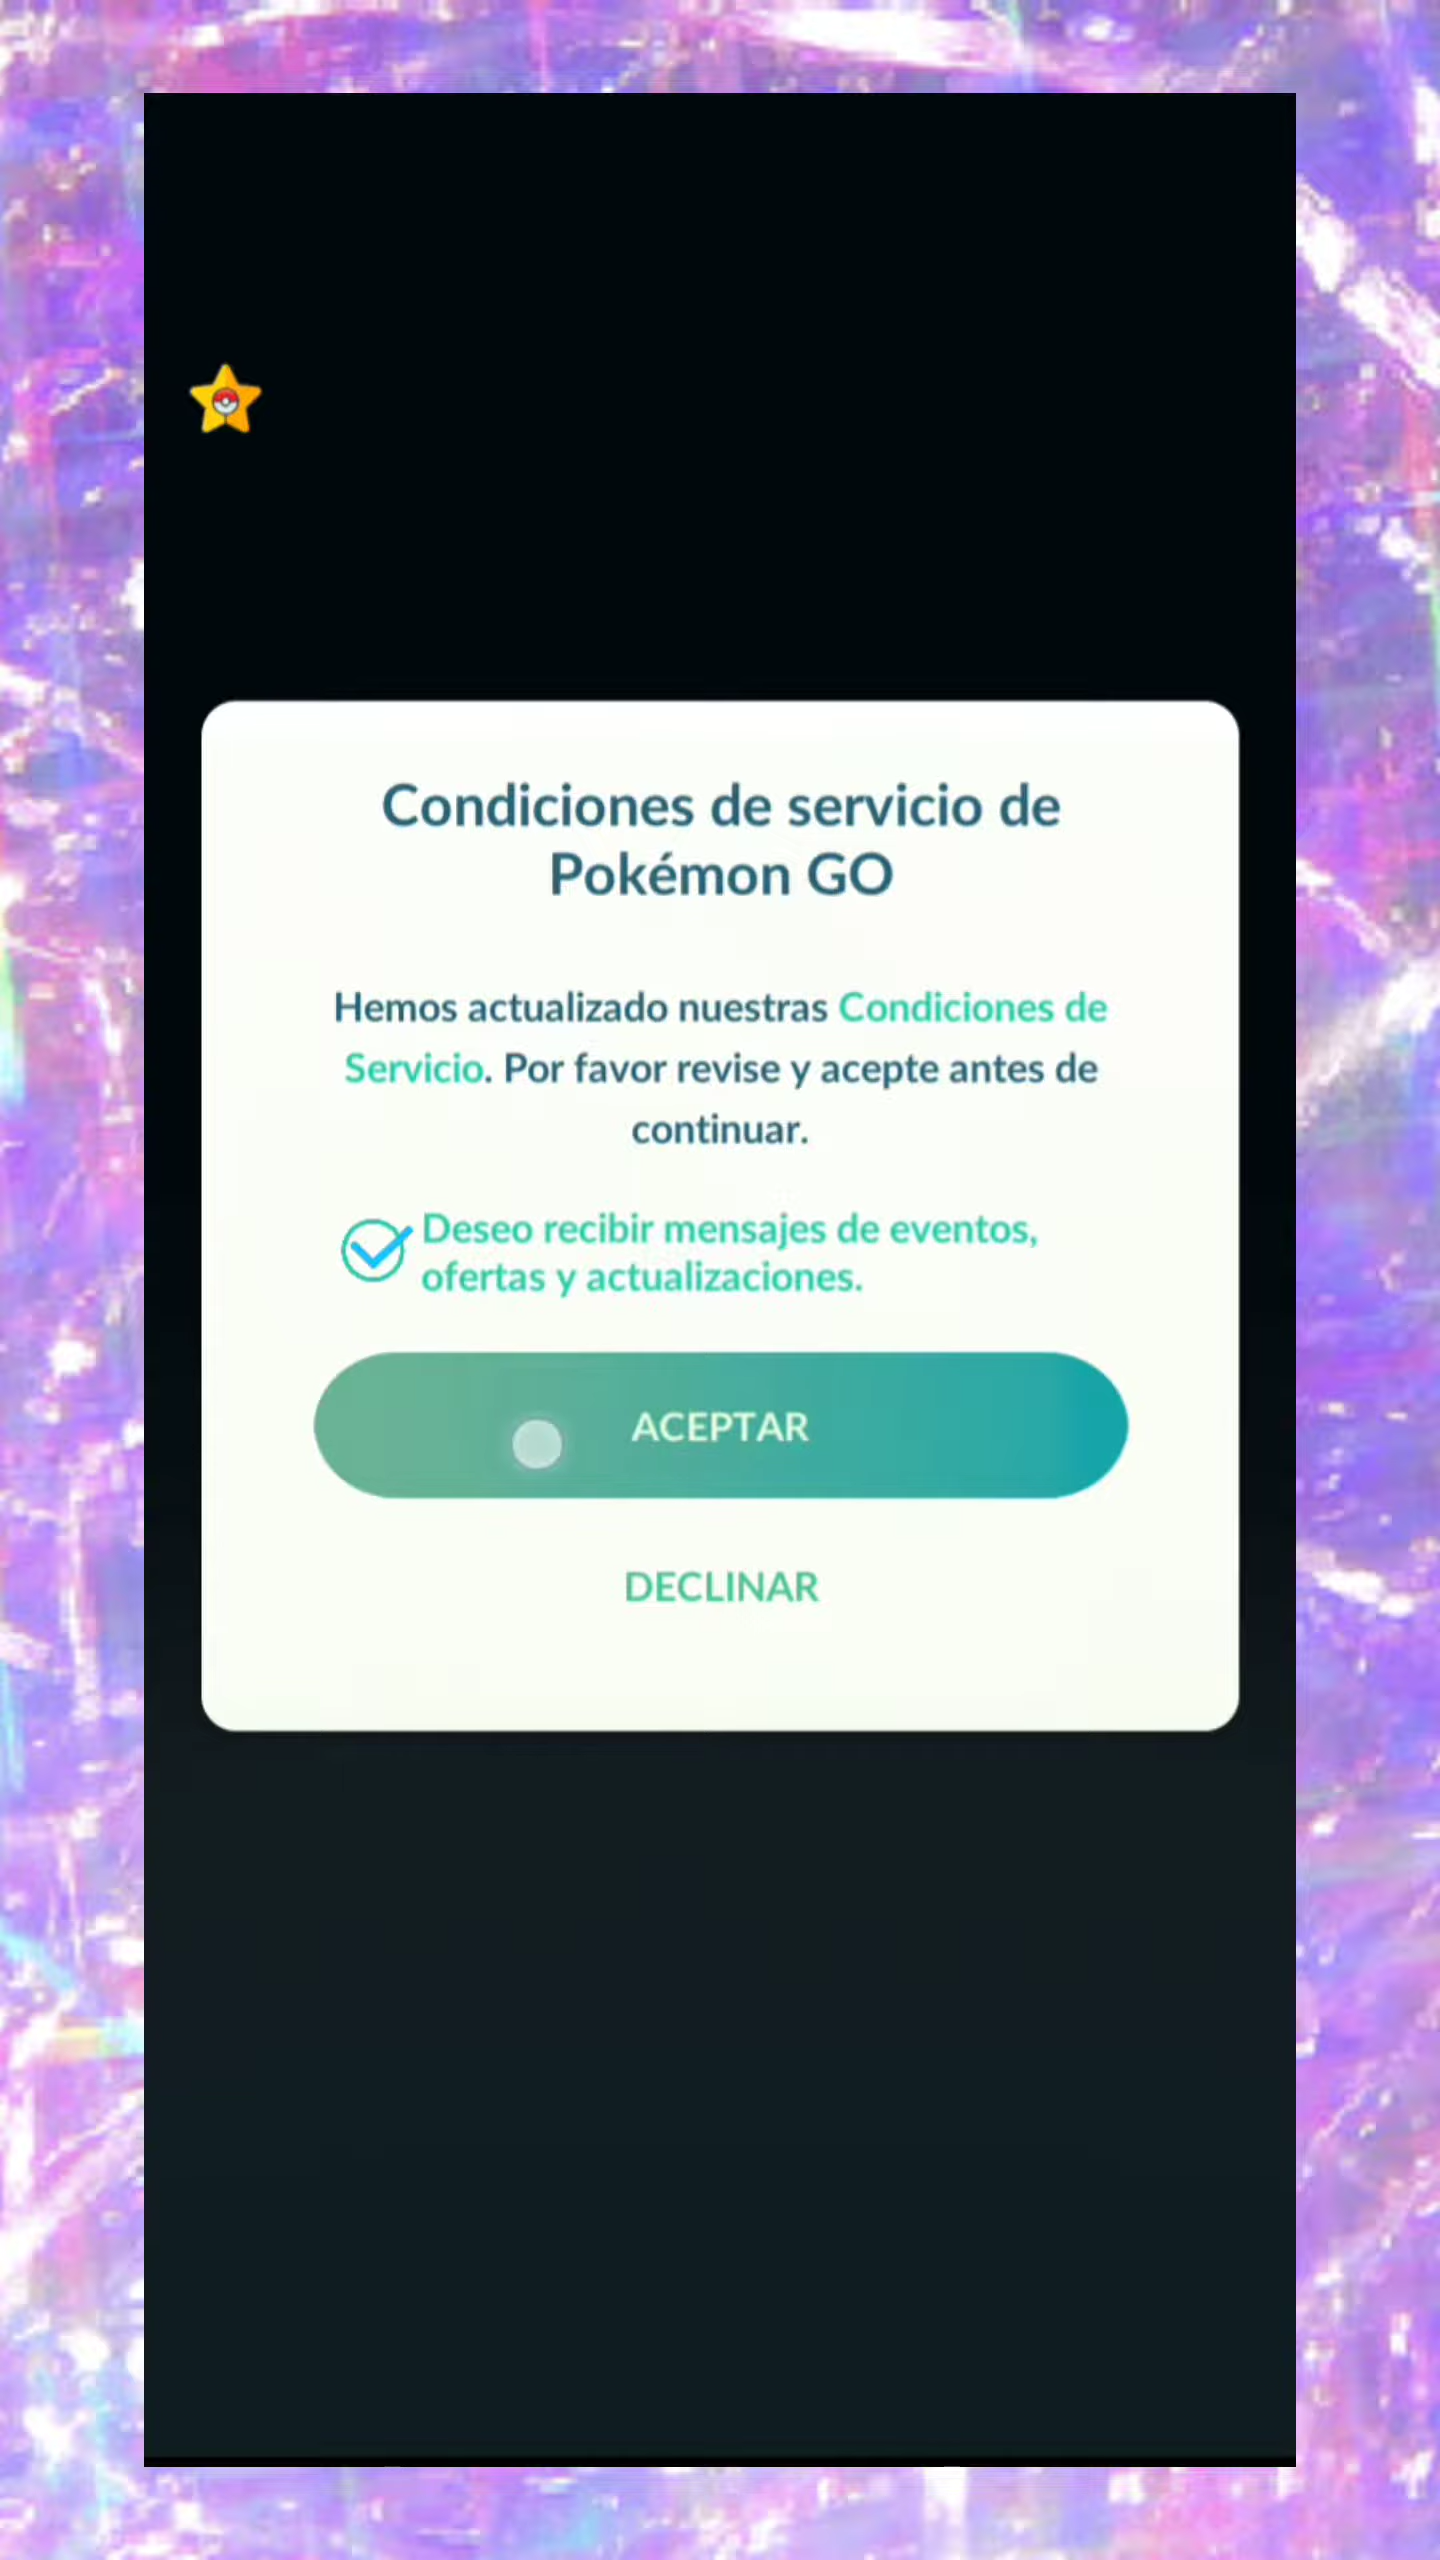 Condiciones de servicio de
Pokémon GO
Hemos actualizado nuestras Condiciones de
Servicio. Por favor revise y acepte antes de
continuar.
Deseo recibir mensajes de eventos,
ofertas y actualizaciones.
ACEPTAR
DECLINAR